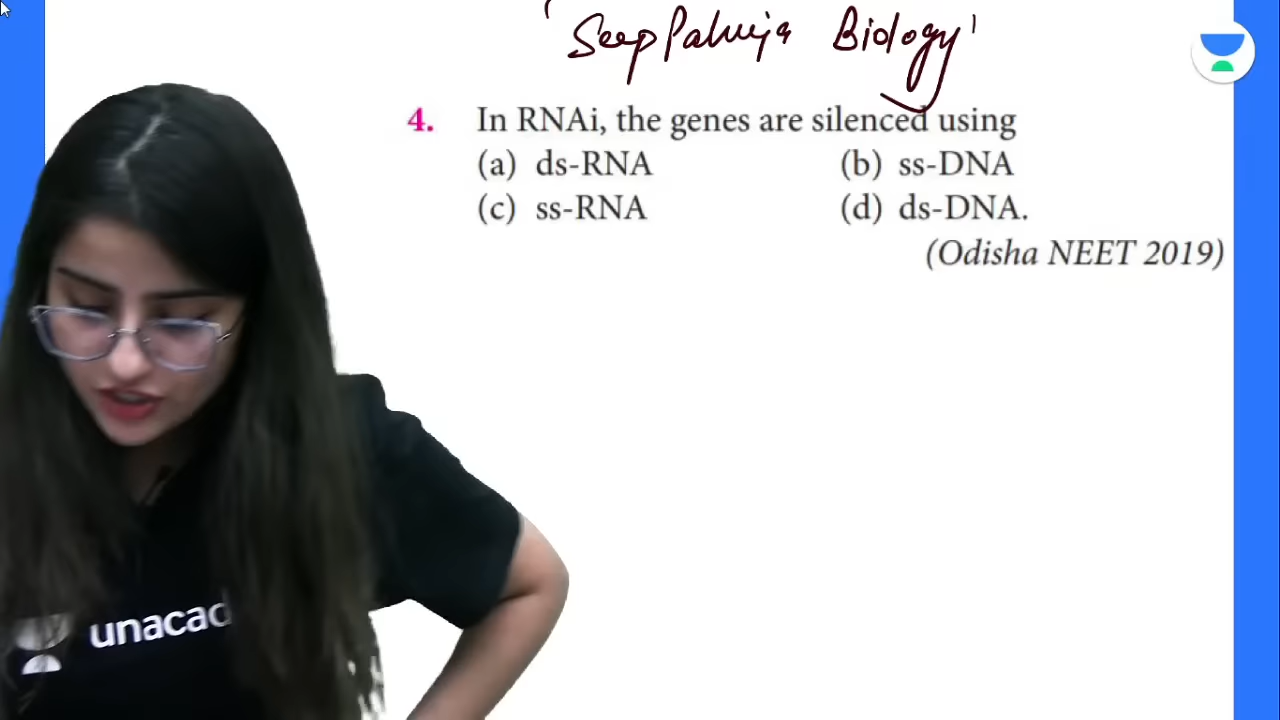 'Seep Pahuja Biology'
4. In RNAi, the genes are silenced using
(a) ds-RNA (b) ss-DNA
(c) ss-RNA (d) ds-DNA.
(Odisha NEET 2019)
unacad